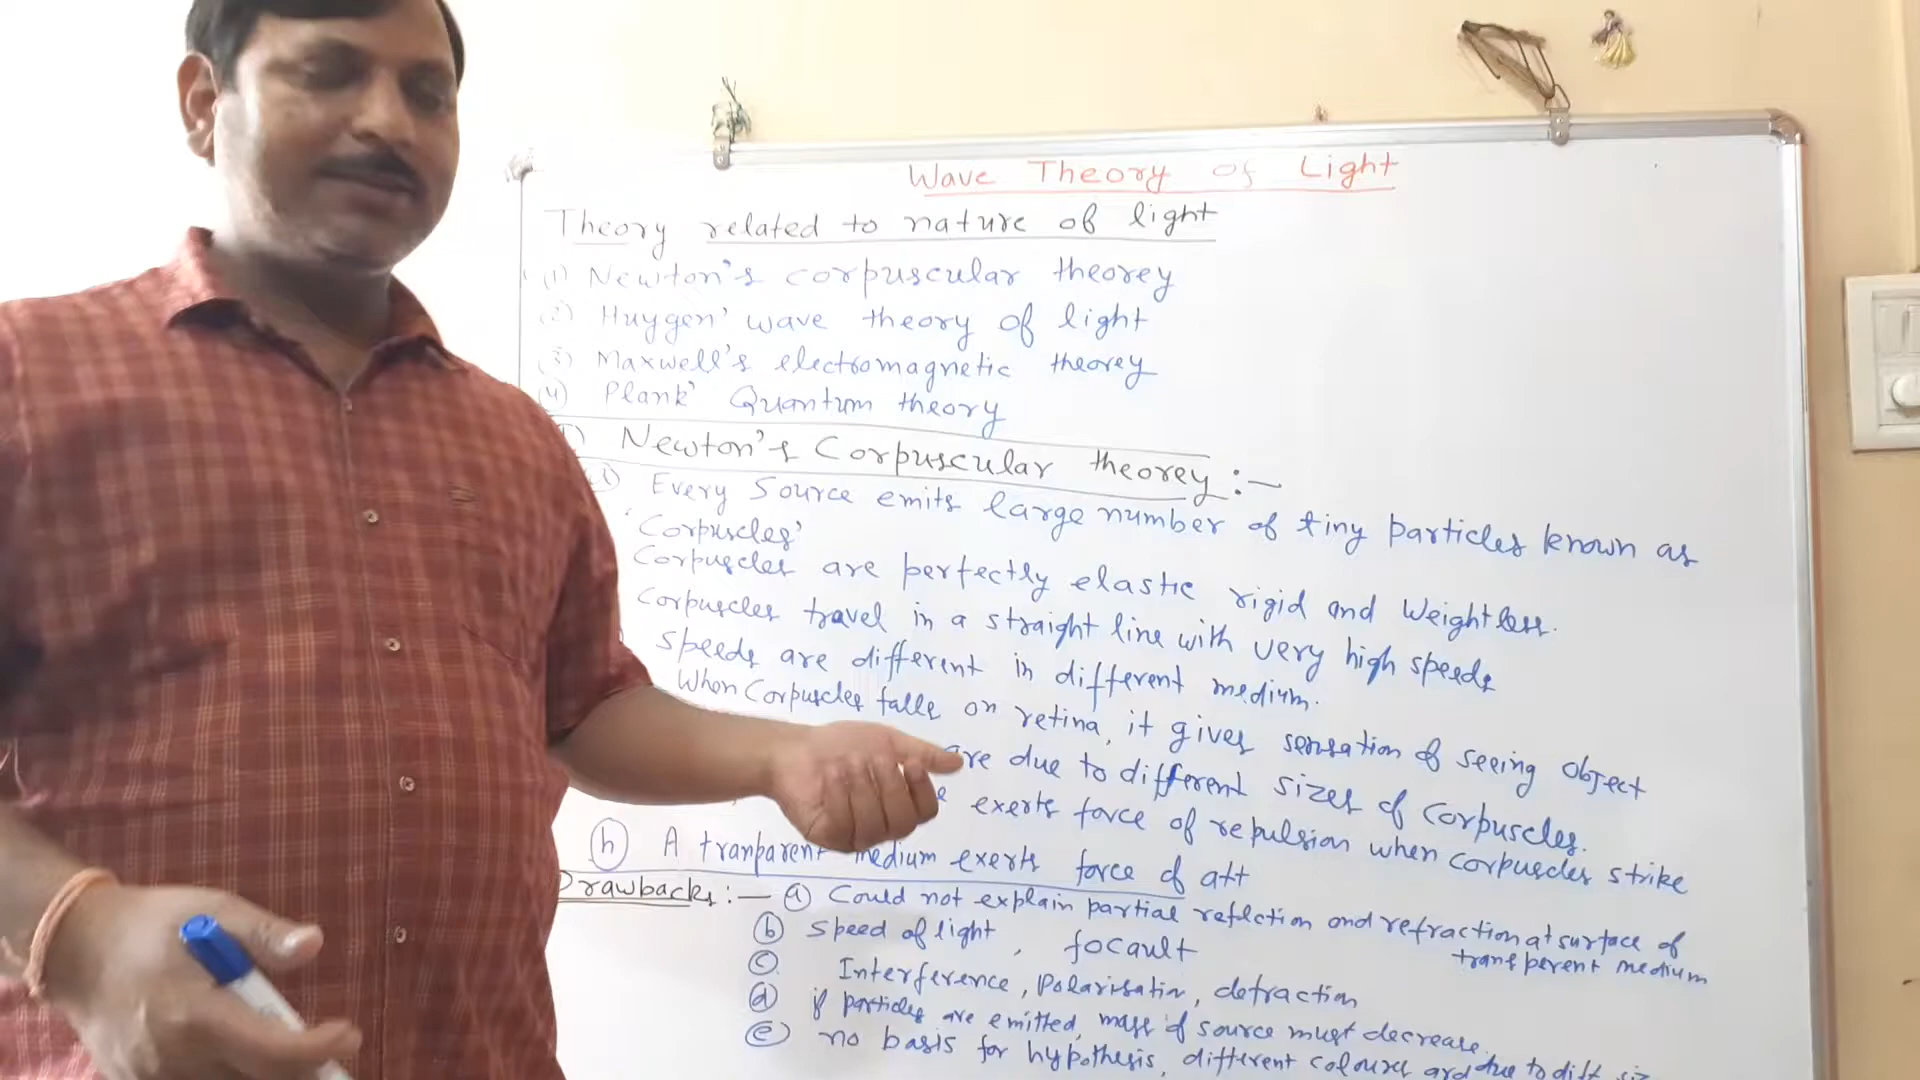 Wave Theory of Light
Theory related to nature of light
(1) Newton's corpuscular theorey
(2) Huygen' wave theory of light
(3) Maxwell's electromagnetic theorey
(4) Plank' Quantum theory
Newton's Corpuscular theorey :-
Every Source emits large number of tiny particles known as
'Corpuscles'
Corpuscles are perfectly elastic rigid and Weightless.
Corpuscles travel in a straight line with very high speeds
Speeds are different in different medium.
When Corpuscles falls on retina, it gives sensation of seeing object
are due to different sizes of Corpuscles.
exerts force of repulsion when corpuscles strike
(h) A tranparent medium exerts force of att
Drawbacks :- (a) Could not explain partial reflction and refraction at surface of
transperent medium
(b) Speed of light, focault
(c) Interference, Polarisatin, defraction
(d) if particles are emitted, mass of source must decrease.
(e) no basis for hypothesis, different colours are due to diff. siz